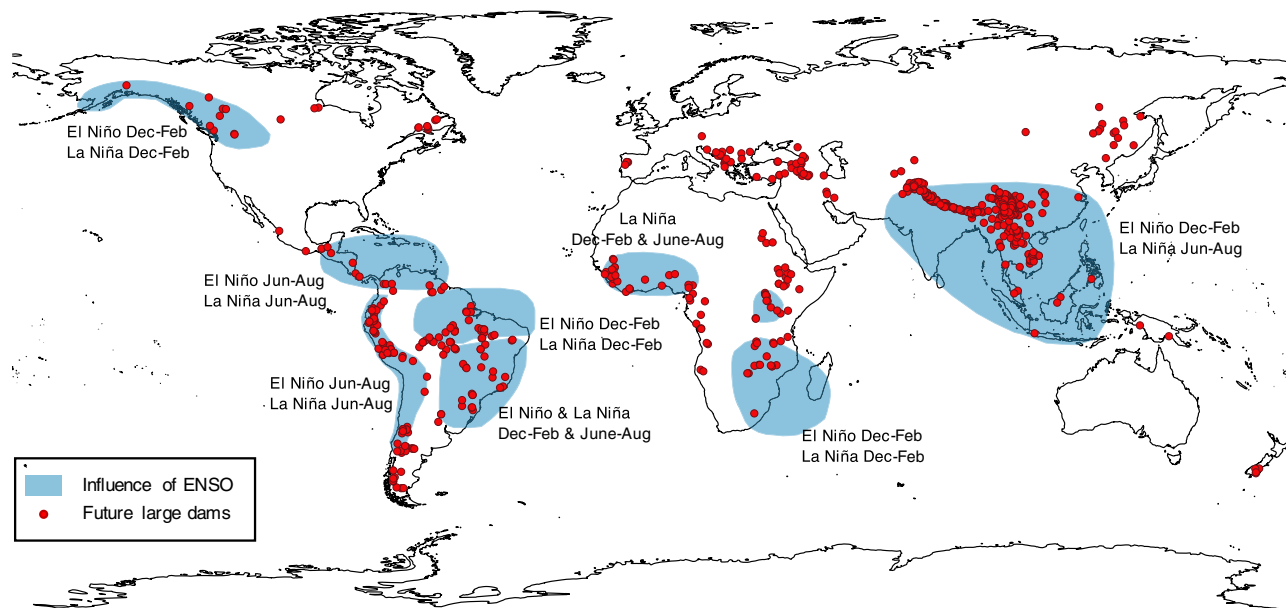 El Niño Dec-Feb
La Niña Dec-Feb
La Niña
Dec-Feb & June-Aug
El Niño Dec-Feb
La Niña Jun-Aug
El Niño Jun-Aug
La Niña Jun-Aug
El Niño Dec-Feb
La Niña Dec-Feb
El Niño Jun-Aug
La Niña Jun-Aug
El Niño & La Niña
Dec-Feb & June-Aug
El Niño Dec-Feb
La Niña Dec-Feb
Influence of ENSO
Future large dams